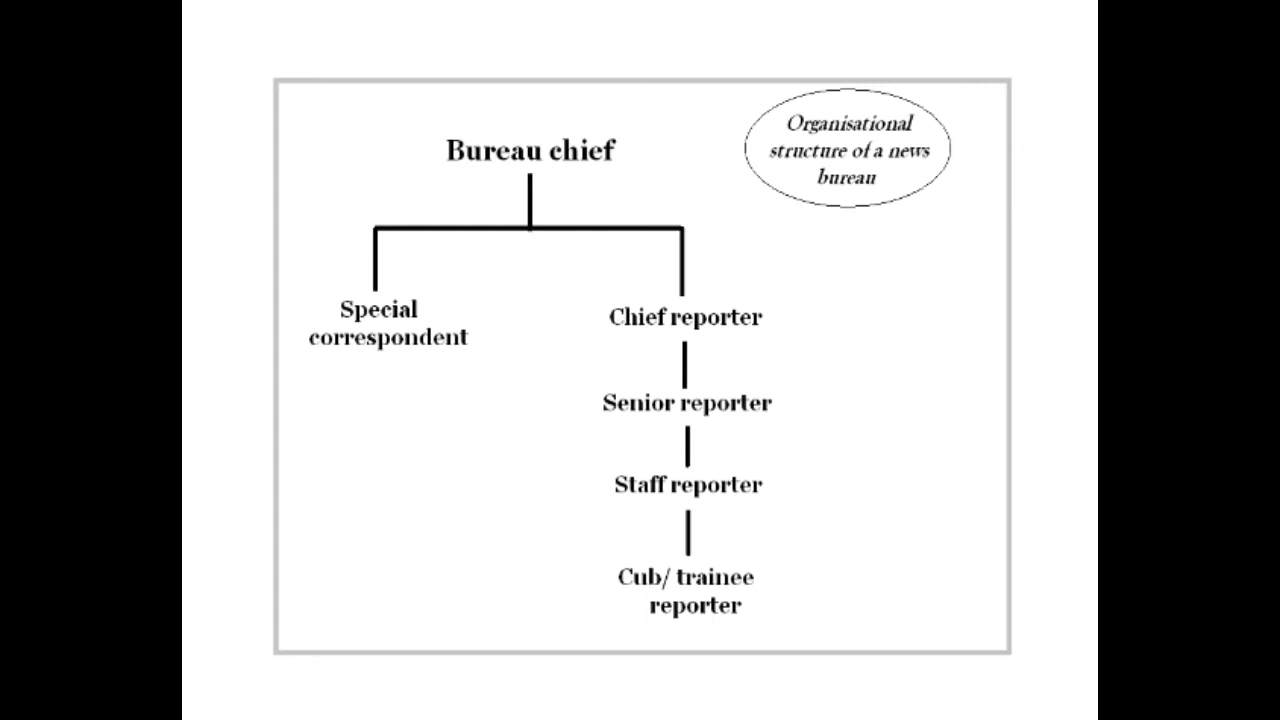 Organisational
structure of a news
bureau
Bureau chief
Special
correspondent
Chief reporter
Senior reporter
Staff reporter
Cub/ trainee
reporter